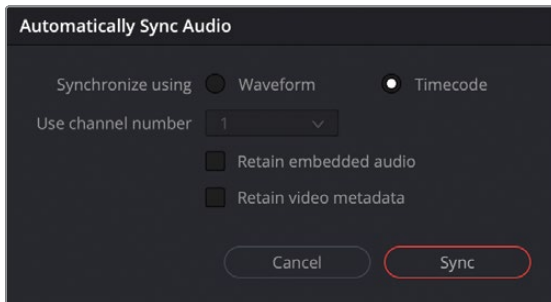 Automatically Sync Audio
Synchronize using Waveform Timecode
Use channel number 1
Retain embedded audio
Retain video metadata
Cancel Sync